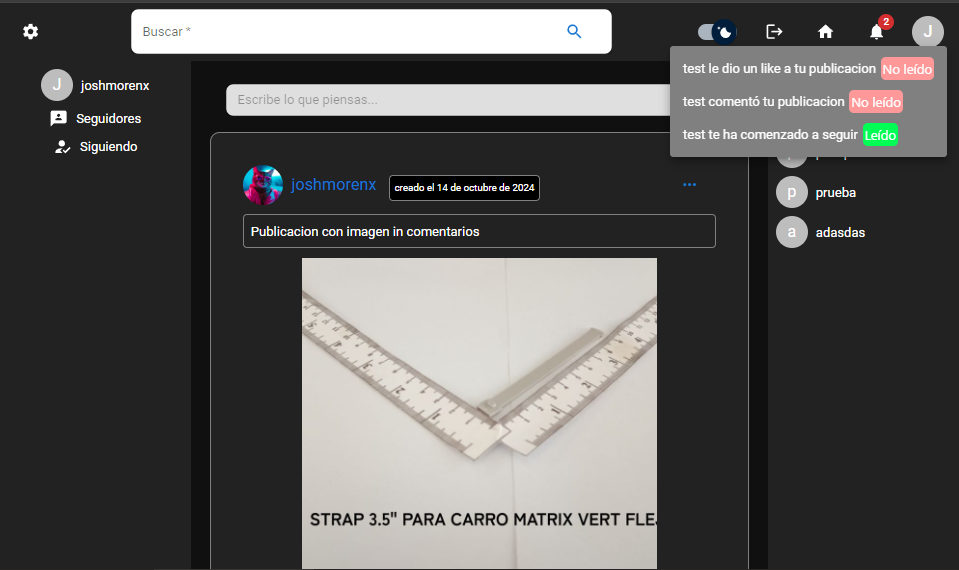 Buscar *
2
J
test le dio un like a tu publicacion No leído
test comentó tu publicacion No leído
test te ha comenzado a seguir Leído
J joshmorenx
Seguidores
Siguiendo
Escribe lo que piensas...
joshmorenx creado el 14 de octubre de 2024
Publicacion con imagen in comentarios
STRAP 3.5" PARA CARRO MATRIX VERT FLE
p prueba
a adasdas